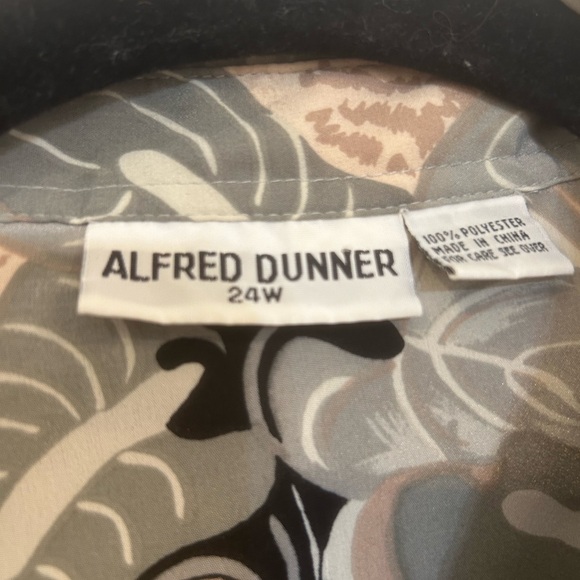 ALFRED DUNNER
24W
100% POLYESTER
MADE IN CHINA
FOR CARE SEE OVER